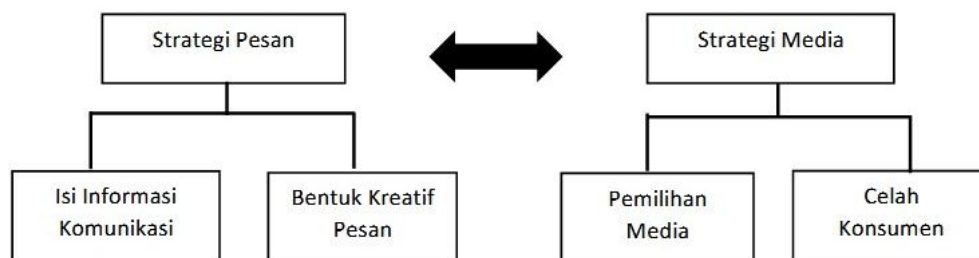 Strategi Pesan
Strategi Media
Isi Informasi
Komunikasi
Bentuk Kreatif
Pesan
Pemilihan
Media
Celah
Konsumen